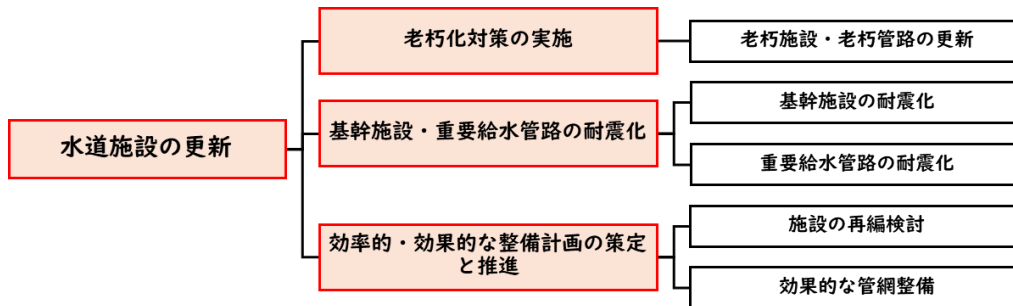 水道施設の更新
老朽化対策の実施
老朽施設・老朽管路の更新
基幹施設・重要給水管路の耐震化
基幹施設の耐震化
重要給水管路の耐震化
効率的・効果的な整備計画の策定
と推進
施設の再編検討
効果的な管網整備